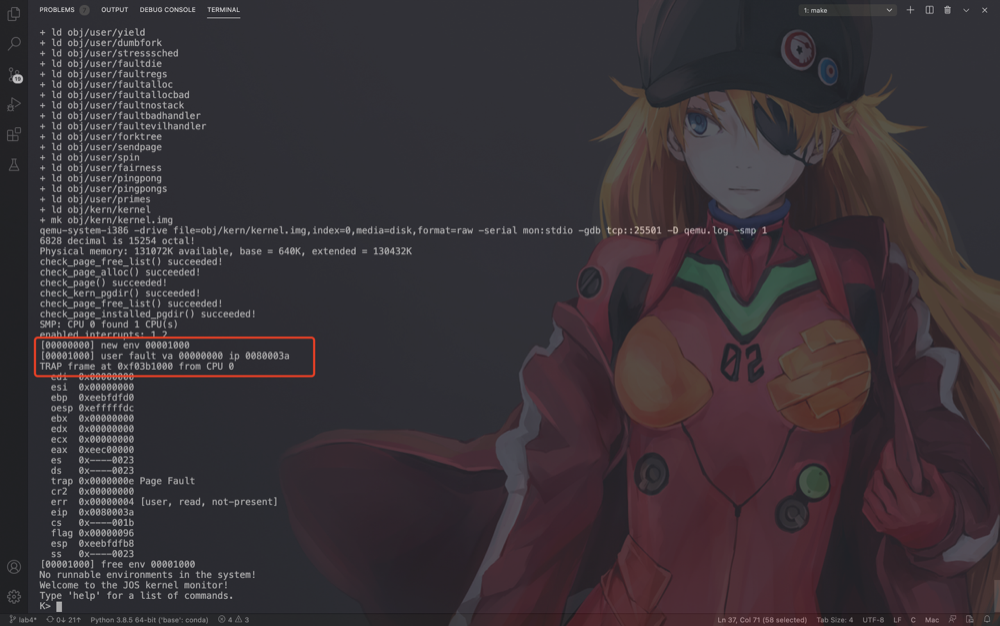 PROBLEMS 7 OUTPUT DEBUG CONSOLE TERMINAL 1: make
+ ld obj/user/yield
+ ld obj/user/dumbfork
+ ld obj/user/stresssched
+ ld obj/user/faultdie
+ ld obj/user/faultregs
+ ld obj/user/faultalloc
+ ld obj/user/faultallocbad
+ ld obj/user/faultnostack
+ ld obj/user/faultbadhandler
+ ld obj/user/faultevilhandler
+ ld obj/user/forktree
+ ld obj/user/sendpage
+ ld obj/user/spin
+ ld obj/user/fairness
+ ld obj/user/pingpong
+ ld obj/user/pingpongs
+ ld obj/user/primes
+ ld obj/kern/kernel
+ mk obj/kern/kernel.img
qemu-system-i386 -drive file=obj/kern/kernel.img,index=0,media=disk,format=raw -serial mon:stdio -gdb tcp::25501 -D qemu.log -smp 1
6828 decimal is 15254 octal!
Physical memory: 131072K available, base = 640K, extended = 130432K
check_page_free_list() succeeded!
check_page_alloc() succeeded!
check_page() succeeded!
check_kern_pgdir() succeeded!
check_page_free_list() succeeded!
check_page_installed_pgdir() succeeded!
SMP: CPU 0 found 1 CPU(s)
enabled interrupts: 1 2
[00000000] new env 00001000
[00001000] user fault va 00000000 ip 0080003a
TRAP frame at 0xf03b1000 from CPU 0
edi 0x00000000
esi 0x00000000
ebp 0xeebfdfd0
oesp 0xefffffdc
ebx 0x00000000
edx 0x00000000
ecx 0x00000000
eax 0xeec00000
es 0x----0023
ds 0x----0023
trap 0x0000000e Page Fault
cr2 0x00000000
err 0x00000004 [user, read, not-present]
eip 0x0080003a
cs 0x----001b
flag 0x00000096
esp 0xeebfdfb8
ss 0x----0023
[00001000] free env 00001000
No runnable environments in the system!
Welcome to the JOS kernel monitor!
Type 'help' for a list of commands.
K>
19
02
lab4* 0↓ 21↑ Python 3.8.5 64-bit ('base': conda) 4 3 Ln 37, Col 71 (58 selected) Tab Size: 4 UTF-8 LF C Mac